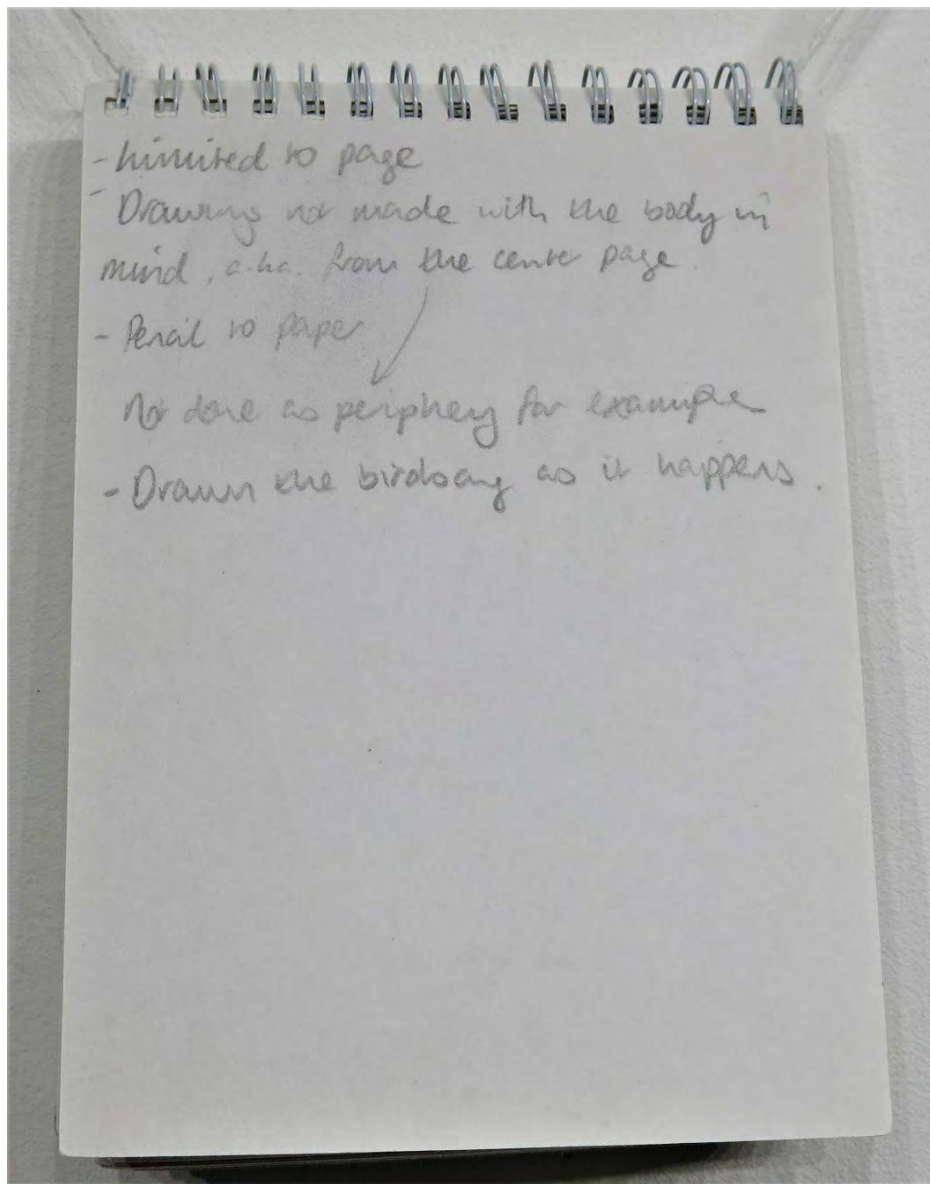 - Limited to page
- Drawings not made with the body in
mind, a.k.a. from the center page.
- Pencil to paper
Not done as periphery for example
- Drawn the birdsong as it happens.